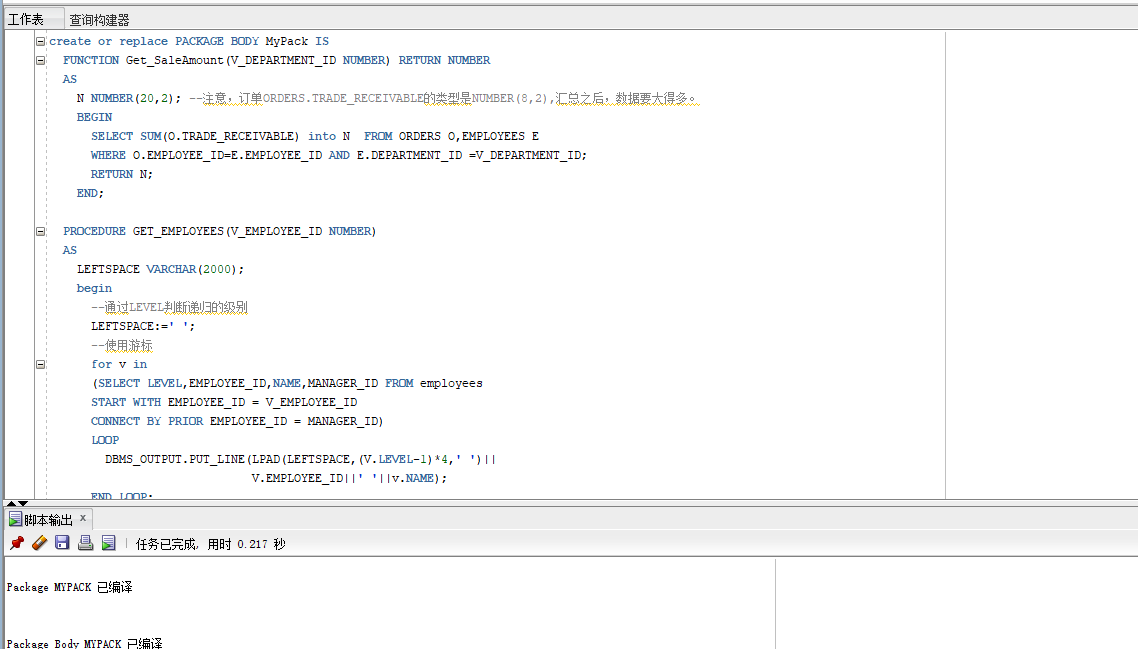 工作表 查询构建器
create or replace PACKAGE BODY MyPack IS
FUNCTION Get_SaleAmount(V_DEPARTMENT_ID NUMBER) RETURN NUMBER
AS
N NUMBER(20,2); --注意，订单ORDERS.TRADE_RECEIVABLE的类型是NUMBER(8,2),汇总之后，数据要大得多。
BEGIN
SELECT SUM(O.TRADE_RECEIVABLE) into N  FROM ORDERS O,EMPLOYEES E
WHERE O.EMPLOYEE_ID=E.EMPLOYEE_ID AND E.DEPARTMENT_ID =V_DEPARTMENT_ID;
RETURN N;
END;
PROCEDURE GET_EMPLOYEES(V_EMPLOYEE_ID NUMBER)
AS
LEFTSPACE VARCHAR(2000);
begin
--通过LEVEL判断递归的级别
LEFTSPACE:=' ';
--使用游标
for v in
(SELECT LEVEL,EMPLOYEE_ID,NAME,MANAGER_ID FROM employees
START WITH EMPLOYEE_ID = V_EMPLOYEE_ID
CONNECT BY PRIOR EMPLOYEE_ID = MANAGER_ID)
LOOP
DBMS_OUTPUT.PUT_LINE(LPAD(LEFTSPACE,(V.LEVEL-1)*4,' ')||
V.EMPLOYEE_ID||' '||v.NAME);
END LOOP;
脚本输出 x
任务已完成, 用时 0.217 秒
Package MYPACK 已编译
Package Body MYPACK 已编译